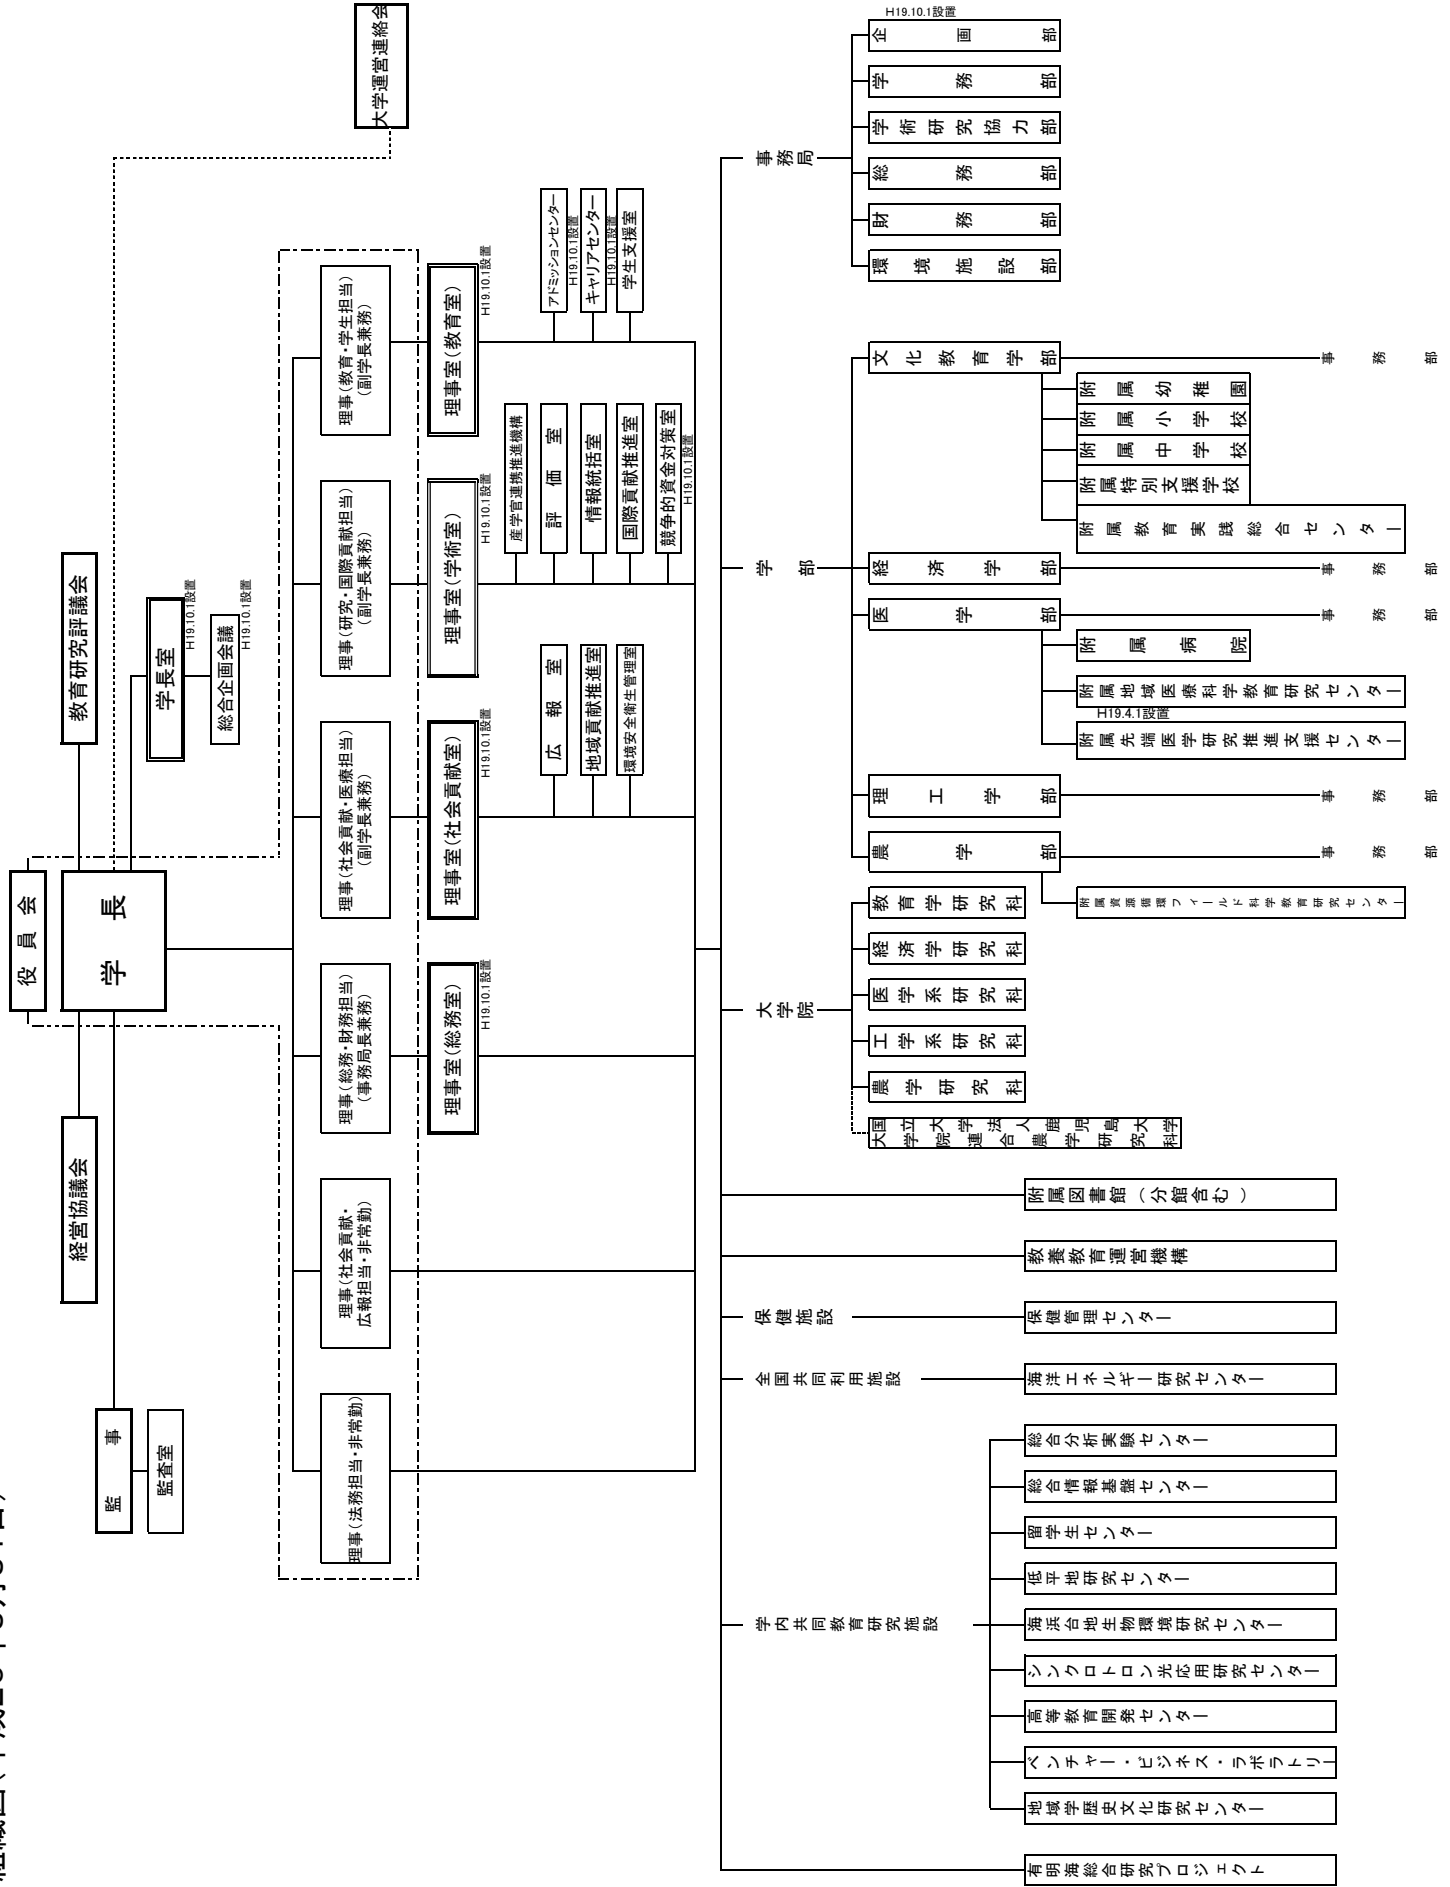 役員会
学長
経営協議会
教育研究評議会
監事
監査室
学長室
H19.10.1設置
総合企画会議
H19.10.1設置
大学運営連絡会
理事(法務担当・非常勤)
理事(社会貢献・
広報担当・非常勤)
理事(総務・財務担当)
(事務局長兼務)
理事(社会貢献・医療担当)
(副学長兼務)
理事(研究・国際貢献担当)
(副学長兼務)
理事(教育・学生担当)
(副学長兼務)
理事室(総務室)
H19.10.1設置
理事室(社会貢献室)
H19.10.1設置
理事室(学術室)
H19.10.1設置
理事室(教育室)
H19.10.1設置
広報室
地域貢献推進室
環境安全衛生管理室
産学官連携推進機構
評価室
情報統括室
国際貢献推進室
競争的資金対策室
H19.10.1設置
アドミッションセンター
H19.10.1設置
キャリアセンター
H19.10.1設置
学生支援室
有明海総合研究プロジェクト
学内共同教育研究施設
地域学歴史文化研究センター
ベンチャー・ビジネス・ラボラトリー
高等教育開発センター
シンクロトロン光応用研究センター
海浜台地生物環境研究センター
低平地研究センター
留学生センター
総合情報基盤センター
総合分析実験センター
全国共同利用施設
海洋エネルギー研究センター
保健施設
保健管理センター
教養教育運営機構
附属図書館(分館含む)
大学院
国立大学法人鹿児島大学
大学院連合農学研究科
農学研究科
工学系研究科
医学系研究科
経済学研究科
教育学研究科
学部
農学部
事務部
附属資源循環フィールド科学教育研究センター
理工学部
事務部
医学部
事務部
附属病院
附属地域医療科学教育研究センター
H19.4.1設置
附属先端医学研究推進支援センター
経済学部
事務部
文化教育学部
事務部
附属幼稚園
附属小学校
附属中学校
附属特別支援学校
附属教育実践総合センター
事務局
環境施設部
財務部
総務部
学術研究協力部
学務部
企画部
H19.10.1設置